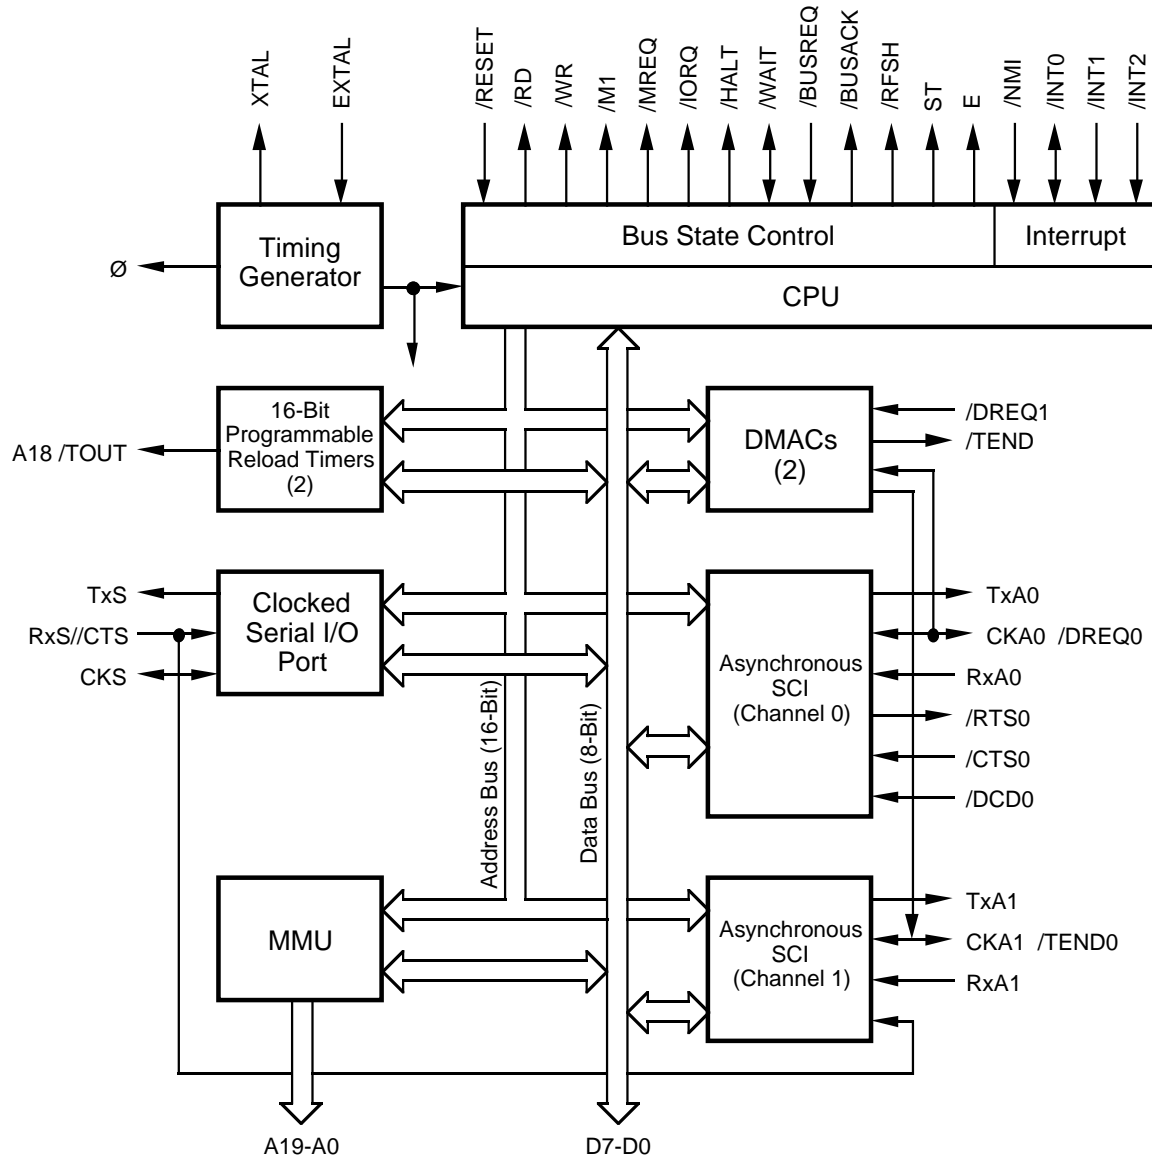 XTAL
EXTAL
/RESET
/RD
/WR
/M1
/MREQ
/IORQ
/HALT
/WAIT
/BUSREQ
/BUSACK
/RFSH
ST
E
/NMI
/INT0
/INT1
/INT2
Timing
Generator
Ø
Bus State Control
Interrupt
CPU
16-Bit
Programmable
Reload Timers
(2)
A18 /TOUT
DMACs
(2)
/DREQ1
/TEND
TxS
RxS//CTS
CKS
Clocked
Serial I/O
Port
Asynchronous
SCI
(Channel 0)
TxA0
CKA0 /DREQ0
RxA0
/RTS0
/CTS0
/DCD0
Address Bus (16-Bit)
Data Bus (8-Bit)
MMU
Asynchronous
SCI
(Channel 1)
TxA1
CKA1 /TEND0
RxA1
A19-A0
D7-D0